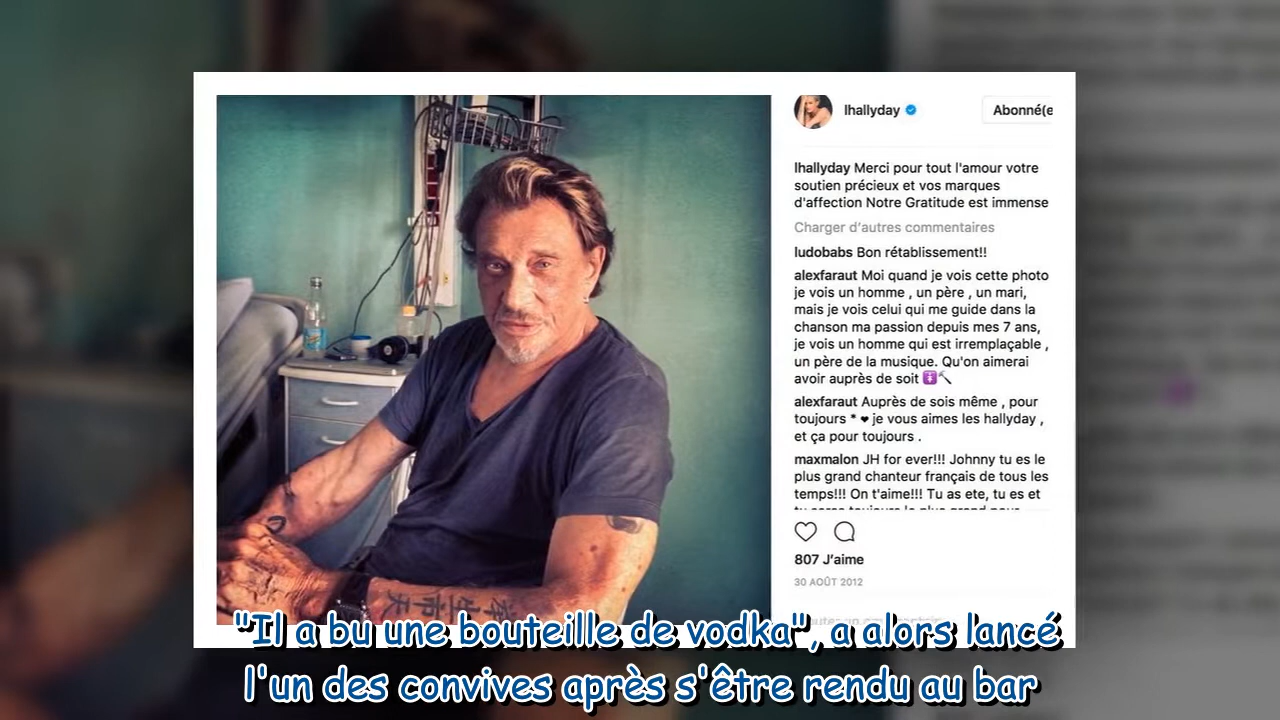 lhallyday
Abonné(e
lhallyday Merci pour tout l'amour votre
soutien précieux et vos marques
d'affection Notre Gratitude est immense
Charger d'autres commentaires
ludobabs Bon rétablissement!!
alexfaraut Moi quand je vois cette photo
je vois un homme , un père , un mari,
mais je vois celui qui me guide dans la
chanson ma passion depuis mes 7 ans,
je vois un homme qui est irremplaçable ,
un père de la musique. Qu'on aimerai
avoir auprès de soit
alexfaraut Auprès de sois même , pour
toujours * ❤ je vous aimes les hallyday ,
et ça pour toujours .
maxmalon JH for ever!!! Johnny tu es le
plus grand chanteur français de tous les
temps!!! On t'aime!!! Tu as ete, tu es et
807 J'aime
30 AOÛT 2012
"Il a bu une bouteille de vodka", a alors lancé
l'un des convives après s'être rendu au bar